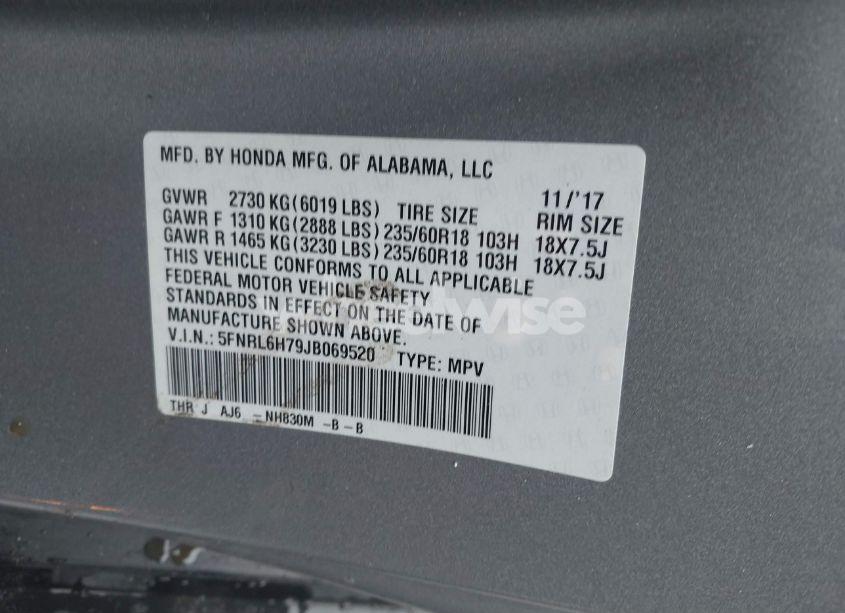 MFD. BY HONDA MFG. OF ALABAMA, LLC
11/'17
GVWR 2730 KG(6019 LBS) TIRE SIZE RIM SIZE
GAWR F 1310 KG(2888 LBS) 235/60R18 103H 18X7.5J
GAWR R 1465 KG(3230 LBS) 235/60R18 103H 18X7.5J
THIS VEHICLE CONFORMS TO ALL APPLICABLE
FEDERAL MOTOR VEHICLE SAFETY
STANDARDS IN EFFECT ON THE DATE OF
MANUFACTURE SHOWN ABOVE.
V.I.N.: 5FNRL6H79JB069520 TYPE: MPV
THR J AJ6 -NH830M -B-B